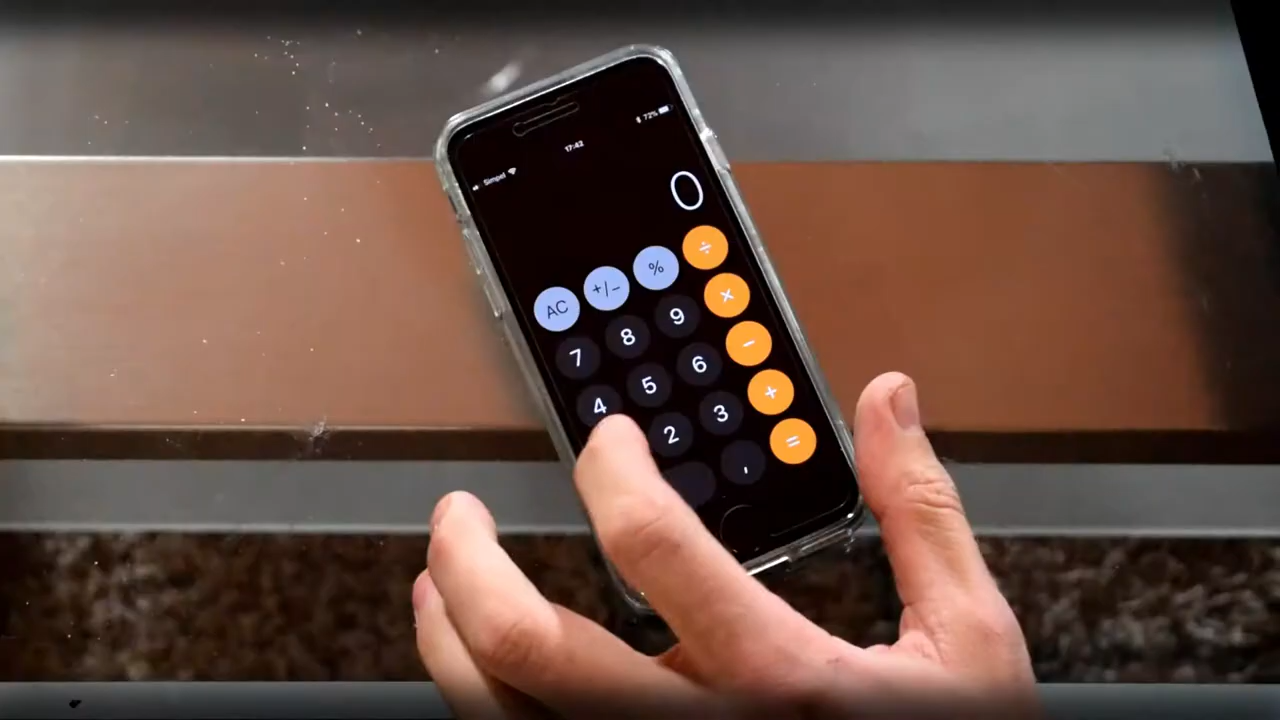 Simpel 17:42 72%
0
AC +/− % ÷
7 8 9 ×
4 5 6 −
2 3 +
, =